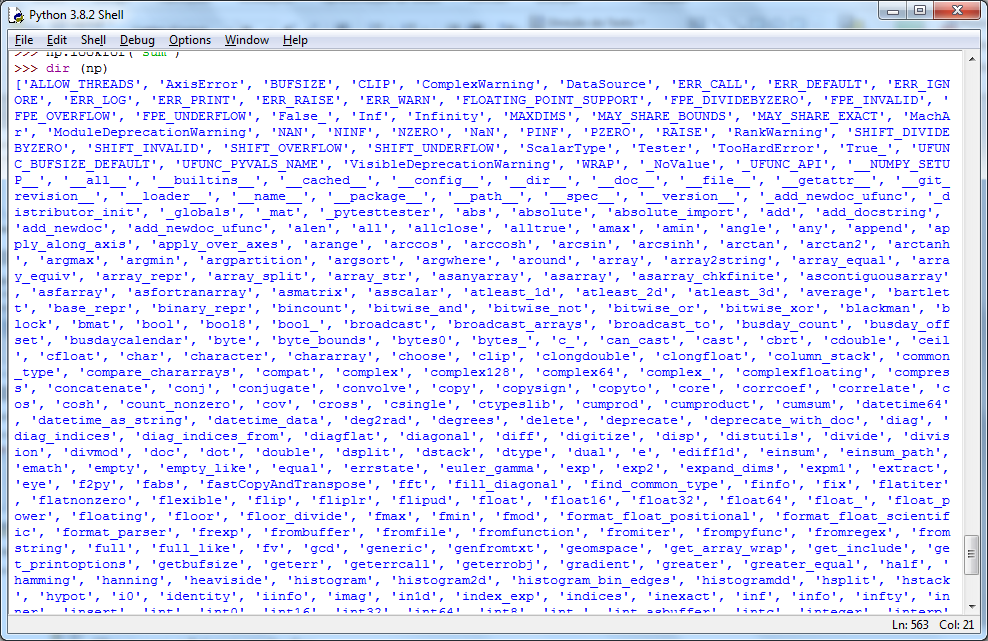 Python 3.8.2 Shell
File Edit Shell Debug Options Window Help
>>> np.lookfor("sum")
>>> dir (np)
['ALLOW_THREADS', 'AxisError', 'BUFSIZE', 'CLIP', 'ComplexWarning', 'DataSource', 'ERR_CALL', 'ERR_DEFAULT', 'ERR_IGN
ORE', 'ERR_LOG', 'ERR_PRINT', 'ERR_RAISE', 'ERR_WARN', 'FLOATING_POINT_SUPPORT', 'FPE_DIVIDEBYZERO', 'FPE_INVALID', '
FPE_OVERFLOW', 'FPE_UNDERFLOW', 'False_', 'Inf', 'Infinity', 'MAXDIMS', 'MAY_SHARE_BOUNDS', 'MAY_SHARE_EXACT', 'MachA
r', 'ModuleDeprecationWarning', 'NAN', 'NINF', 'NZERO', 'NaN', 'PINF', 'PZERO', 'RAISE', 'RankWarning', 'SHIFT_DIVIDE
BYZERO', 'SHIFT_INVALID', 'SHIFT_OVERFLOW', 'SHIFT_UNDERFLOW', 'ScalarType', 'Tester', 'TooHardError', 'True_', 'UFUN
C_BUFSIZE_DEFAULT', 'UFUNC_PYVALS_NAME', 'VisibleDeprecationWarning', 'WRAP', '_NoValue', '_UFUNC_API', '__NUMPY_SETU
P__', '__all__', '__builtins__', '__cached__', '__config__', '__dir__', '__doc__', '__file__', '__getattr__', '__git_
revision__', '__loader__', '__name__', '__package__', '__path__', '__spec__', '__version__', '_add_newdoc_ufunc', '_d
istributor_init', '_globals', '_mat', '_pytesttester', 'abs', 'absolute', 'absolute_import', 'add', 'add_docstring', 
'add_newdoc', 'add_newdoc_ufunc', 'alen', 'all', 'allclose', 'alltrue', 'amax', 'amin', 'angle', 'any', 'append', 'ap
ply_along_axis', 'apply_over_axes', 'arange', 'arccos', 'arccosh', 'arcsin', 'arcsinh', 'arctan', 'arctan2', 'arctanh
', 'argmax', 'argmin', 'argpartition', 'argsort', 'argwhere', 'around', 'array', 'array2string', 'array_equal', 'arra
y_equiv', 'array_repr', 'array_split', 'array_str', 'asanyarray', 'asarray', 'asarray_chkfinite', 'ascontiguousarray'
, 'asfarray', 'asfortranarray', 'asmatrix', 'asscalar', 'atleast_1d', 'atleast_2d', 'atleast_3d', 'average', 'bartlet
t', 'base_repr', 'binary_repr', 'bincount', 'bitwise_and', 'bitwise_not', 'bitwise_or', 'bitwise_xor', 'blackman', 'b
lock', 'bmat', 'bool', 'bool8', 'bool_', 'broadcast', 'broadcast_arrays', 'broadcast_to', 'busday_count', 'busday_off
set', 'busdaycalendar', 'byte', 'byte_bounds', 'bytes0', 'bytes_', 'c_', 'can_cast', 'cast', 'cbrt', 'cdouble', 'ceil
', 'cfloat', 'char', 'character', 'chararray', 'choose', 'clip', 'clongdouble', 'clongfloat', 'column_stack', 'common
_type', 'compare_chararrays', 'compat', 'complex', 'complex128', 'complex64', 'complex_', 'complexfloating', 'compres
s', 'concatenate', 'conj', 'conjugate', 'convolve', 'copy', 'copysign', 'copyto', 'core', 'corrcoef', 'correlate', 'c
os', 'cosh', 'count_nonzero', 'cov', 'cross', 'csingle', 'ctypeslib', 'cumprod', 'cumproduct', 'cumsum', 'datetime64'
, 'datetime_as_string', 'datetime_data', 'deg2rad', 'degrees', 'delete', 'deprecate', 'deprecate_with_doc', 'diag', '
diag_indices', 'diag_indices_from', 'diagflat', 'diagonal', 'diff', 'digitize', 'disp', 'distutils', 'divide', 'divis
ion', 'divmod', 'doc', 'dot', 'double', 'dsplit', 'dstack', 'dtype', 'dual', 'e', 'ediff1d', 'einsum', 'einsum_path',
'emath', 'empty', 'empty_like', 'equal', 'errstate', 'euler_gamma', 'exp', 'exp2', 'expand_dims', 'expm1', 'extract',
'eye', 'f2py', 'fabs', 'fastCopyAndTranspose', 'fft', 'fill_diagonal', 'find_common_type', 'finfo', 'fix', 'flatiter'
, 'flatnonzero', 'flexible', 'flip', 'fliplr', 'flipud', 'float', 'float16', 'float32', 'float64', 'float_', 'float_p
ower', 'floating', 'floor', 'floor_divide', 'fmax', 'fmin', 'fmod', 'format_float_positional', 'format_float_scientif
ic', 'format_parser', 'frexp', 'frombuffer', 'fromfile', 'fromfunction', 'fromiter', 'frompyfunc', 'fromregex', 'from
string', 'full', 'full_like', 'fv', 'gcd', 'generic', 'genfromtxt', 'geomspace', 'get_array_wrap', 'get_include', 'ge
t_printoptions', 'getbufsize', 'geterr', 'geterrcall', 'geterrobj', 'gradient', 'greater', 'greater_equal', 'half', '
hamming', 'hanning', 'heaviside', 'histogram', 'histogram2d', 'histogram_bin_edges', 'histogramdd', 'hsplit', 'hstack
', 'hypot', 'i0', 'identity', 'iinfo', 'imag', 'in1d', 'index_exp', 'indices', 'inexact', 'inf', 'info', 'infty', 'in
ner', 'insert', 'int', 'int0', 'int16', 'int32', 'int64', 'int8', 'int_', 'int_asbuffer', 'intc', 'integer', 'interp'
Ln: 563 Col: 21